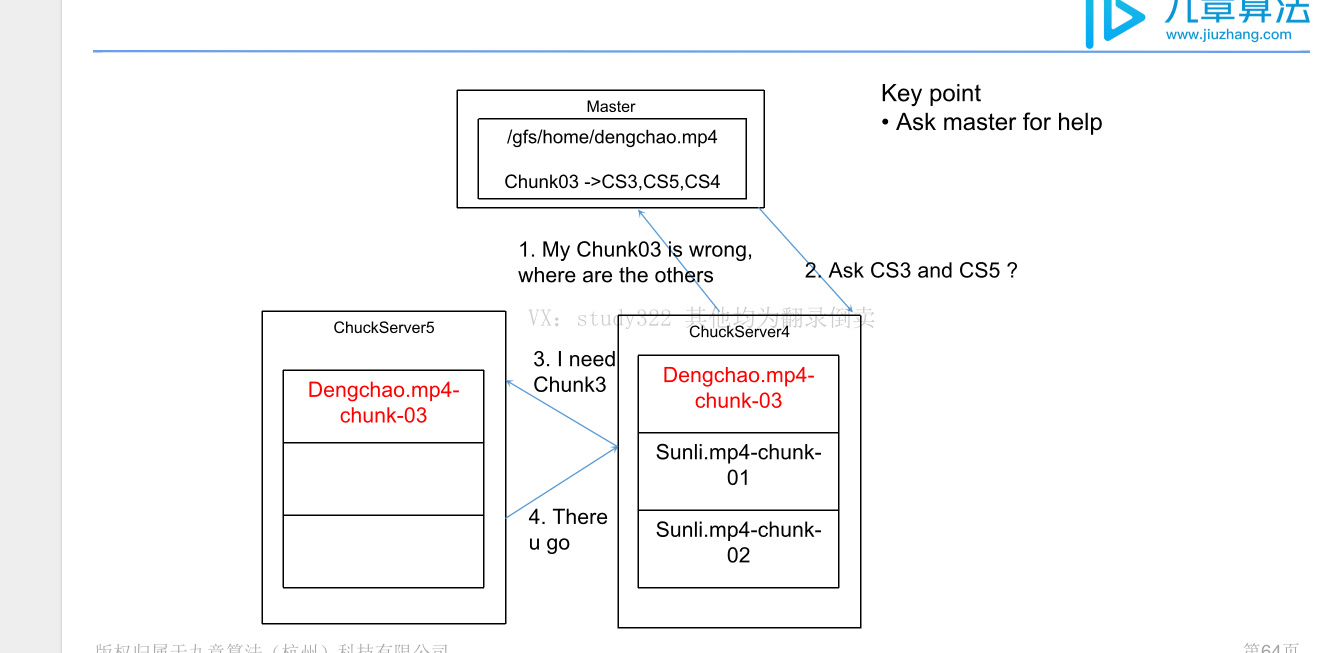 九章算法
www.jiuzhang.com
Key point
• Ask master for help
Master
/gfs/home/dengchao.mp4
Chunk03 ->CS3,CS5,CS4
1. My Chunk03 is wrong,
where are the others
2. Ask CS3 and CS5 ?
VX: study322 其他均为翻录倒卖
ChuckServer5
Dengchao.mp4-
chunk-03
3. I need
Chunk3
4. There
u go
ChuckServer4
Dengchao.mp4-
chunk-03
Sunli.mp4-chunk-
01
Sunli.mp4-chunk-
02
版权归属于九章算法（杭州）科技有限公司
第64页